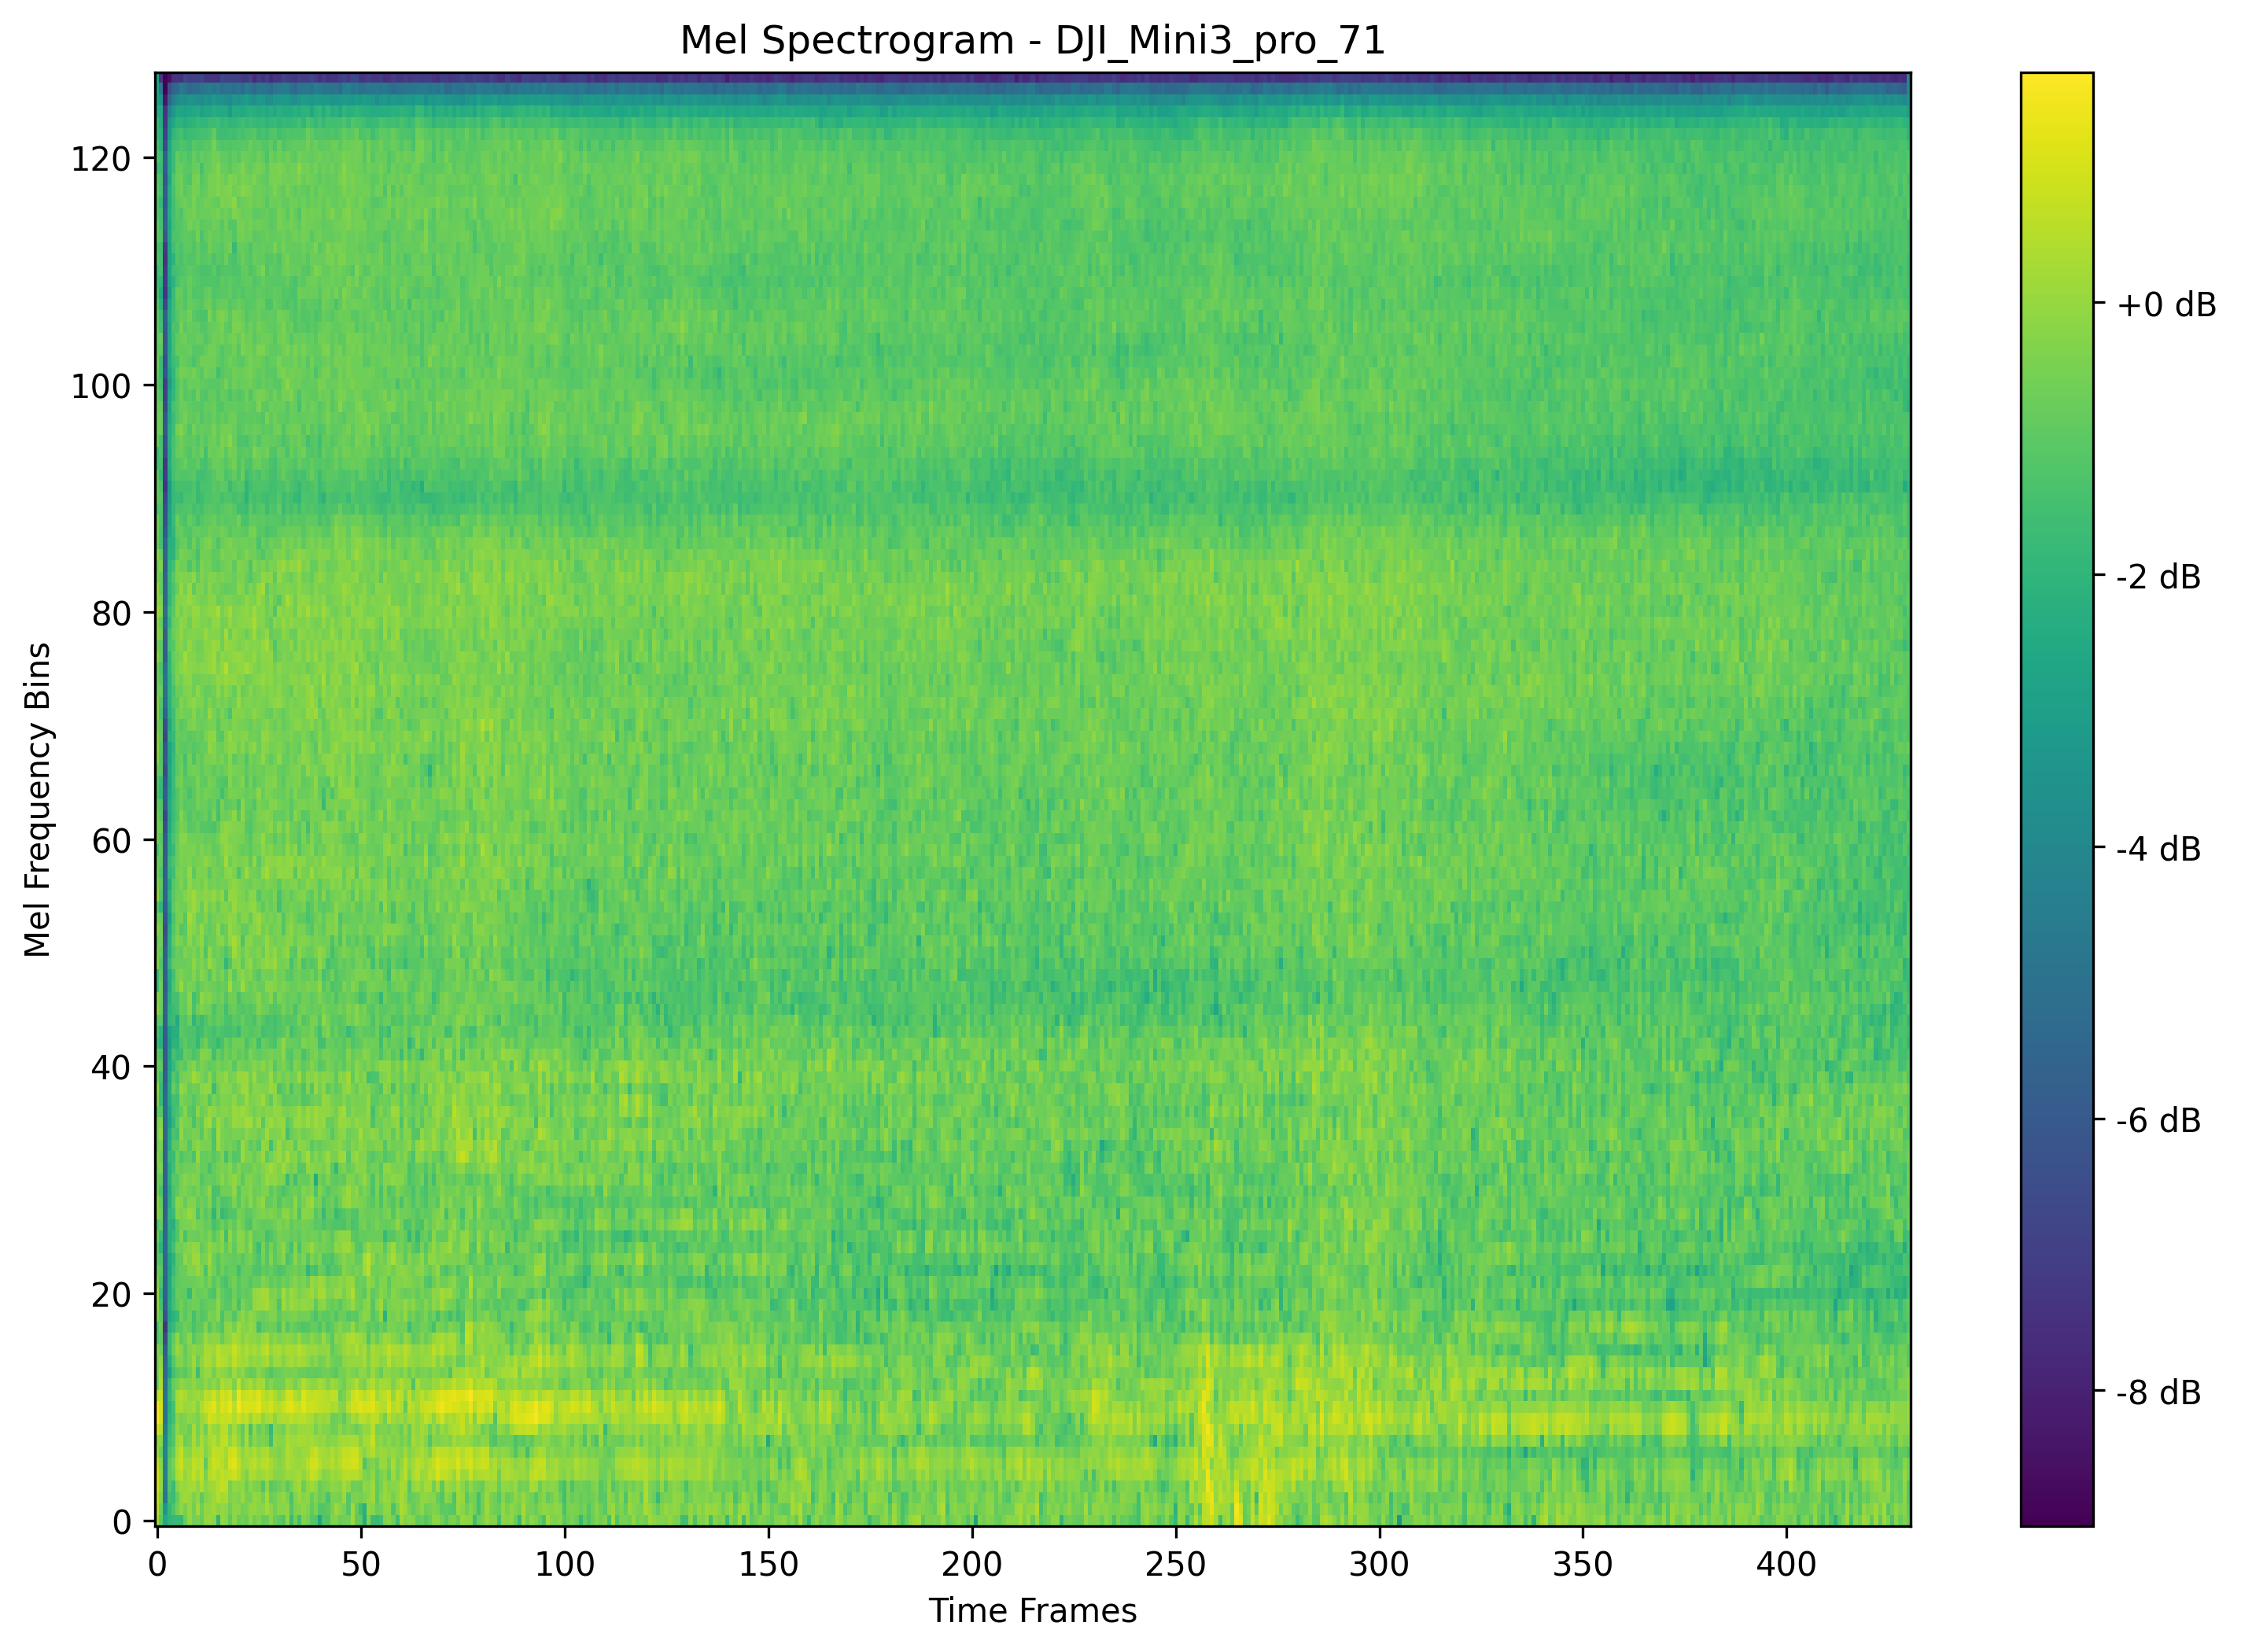 Mel Spectrogram - DJI_Mini3_pro_71
Mel Frequency Bins
120
100
80
60
40
20
0
0 50 100 150 200 250 300 350 400
Time Frames
+0 dB
-2 dB
-4 dB
-6 dB
-8 dB